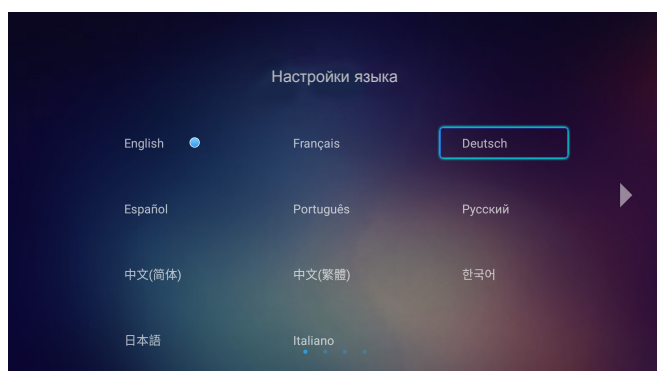 Настройки языка
English Français Deutsch
Español Português Русский
中文(简体) 中文(繁體) 한국어
日本語 Italiano